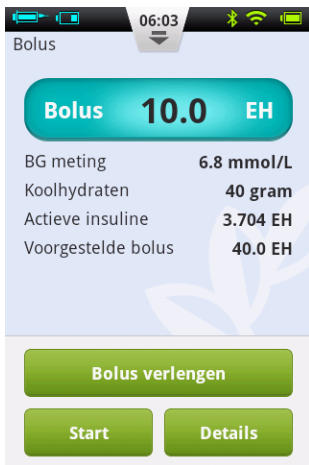 06:03
Bolus
Bolus 10.0 EH
BG meting 6.8 mmol/L
Koolhydraten 40 gram
Actieve insuline 3.704 EH
Voorgestelde bolus 40.0 EH
Bolus verlengen
Start Details